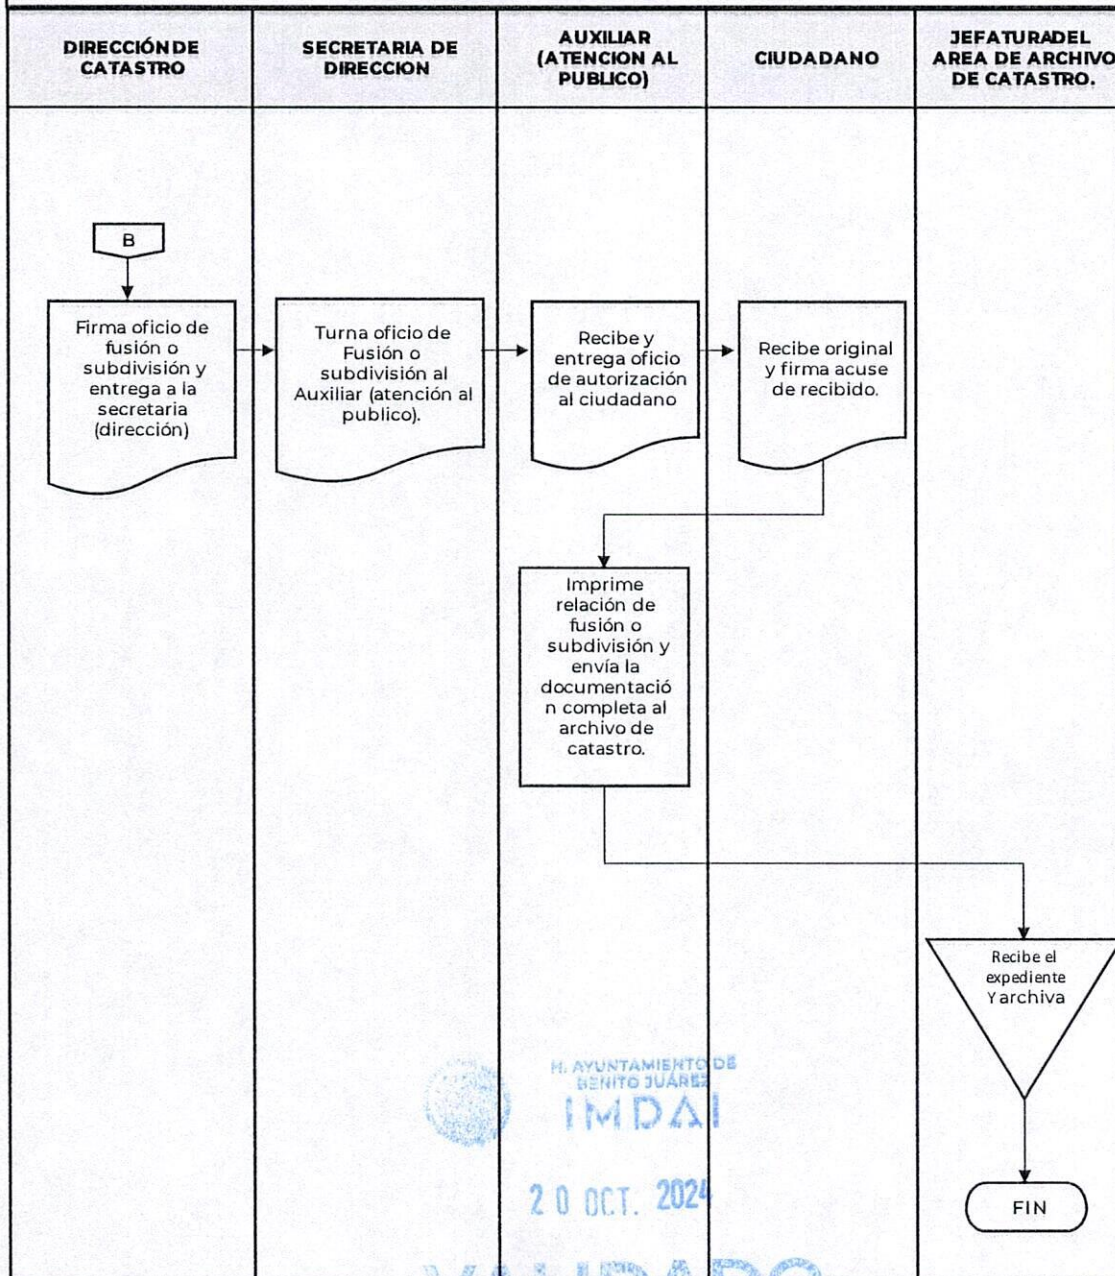 DIRECCIÓN DE
CATASTRO
SECRETARIA DE
DIRECCION
AUXILIAR
(ATENCION AL
PUBLICO)
CIUDADANO
JEFATURA DEL
AREA DE ARCHIVO
DE CATASTRO.
B
Firma oficio de
fusión o
subdivisión y
entrega a la
secretaria
(dirección)
Turna oficio de
Fusión o
subdivisión al
Auxiliar (atención al
publico).
Recibe y
entrega oficio
de autorización
al ciudadano
Recibe original
y firma acuse
de recibido.
Imprime
relación de
fusión o
subdivisión y
envía la
documentació
n completa al
archivo de
catastro.
Recibe el
expediente
Y archiva
FIN
H. AYUNTAMIENTO DE
BENITO JUÁREZ
IMDAI
20 OCT. 2024
VALIDADO